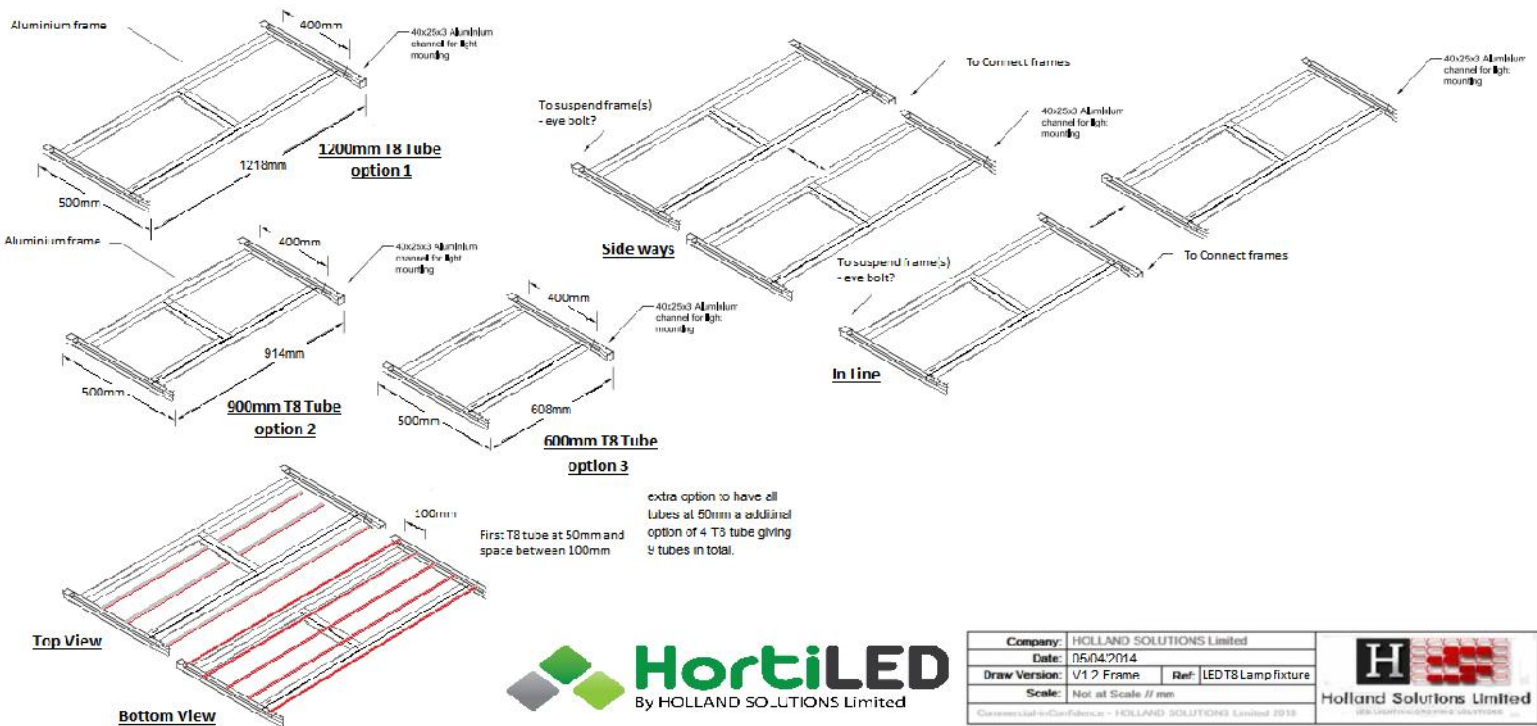 Aluminium frame
400mm
40x25x3 Aluminium
channel for light
mounting
1218mm
500mm
1200mm T8 Tube
option 1
Aluminium frame
400mm
40x25x3 Aluminium
channel for light
mounting
914mm
500mm
900mm T8 Tube
option 2
400mm
40x25x3 Aluminium
channel for light
mounting
608mm
500mm
600mm T8 Tube
option 3
To suspend frame(s)
- eye bolt?
To Connect frames
40x25x3 Aluminium
channel for light
mounting
Side ways
40x25x3 Aluminium
channel for light
mounting
To suspend frame(s)
- eye bolt?
To Connect frames
In Line
100mm
First T8 tube at 50mm and
space between 100mm
extra option to have all
tubes at 50mm a additinal
option of 4 T8 tube giving
9 tubes in total.
Top View
Bottom View
HortiLED
By HOLLAND SOLUTIONS Limited
Company: HOLLAND SOLUTIONS Limited
Date: 05/04/2014
Draw Version: V1.2 Frame Ref: LED T8 Lamp fixture
Scale: Not at Scale // mm
Commercial-in-Confidence - HOLLAND SOLUTIONS Limited
H
Holland Solutions Limited